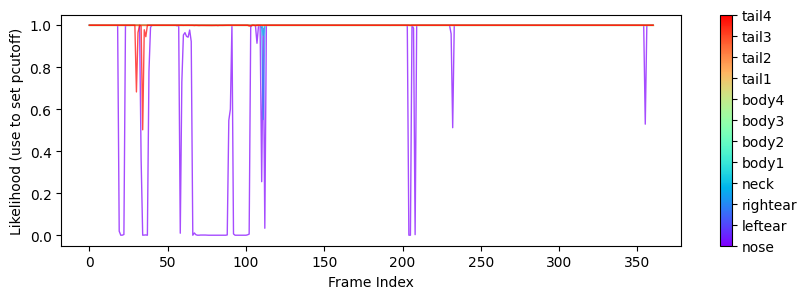 Likelihood (use to set pcutoff)
1.0
0.8
0.6
0.4
0.2
0.0
0
50
100
150
200
250
300
350
Frame Index
tail4
tail3
tail2
tail1
body4
body3
body2
body1
neck
rightear
leftear
nose